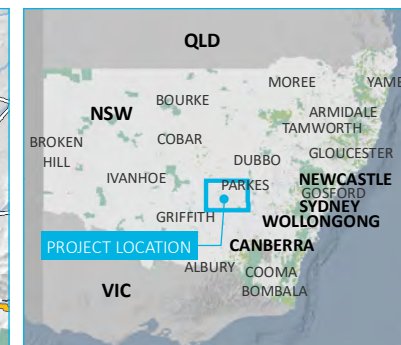 QLD
MOREE
YAMB
BOURKE
NSW
ARMIDALE
TAMWORTH
BROKEN
HILL
COBAR
GLOUCESTER
DUBBO
IVANHOE
PARKES
NEWCASTLE
GOSFORD
SYDNEY
GRIFFITH
WOLLONGONG
PROJECT LOCATION
CANBERRA
ALBURY
COOMA
VIC
BOMBALA